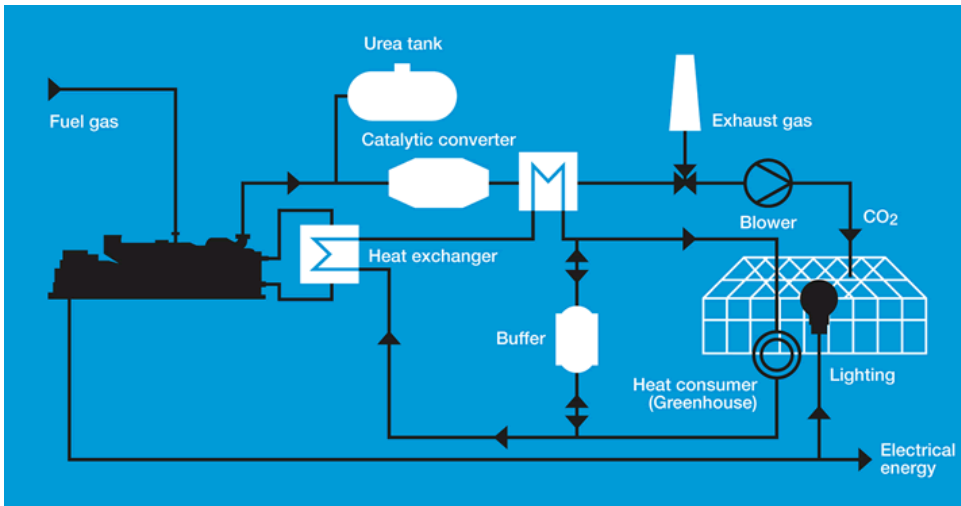 Urea tank
Fuel gas
Catalytic converter
Exhaust gas
Blower
CO₂
Heat exchanger
Buffer
Heat consumer
(Greenhouse)
Lighting
Electrical
energy